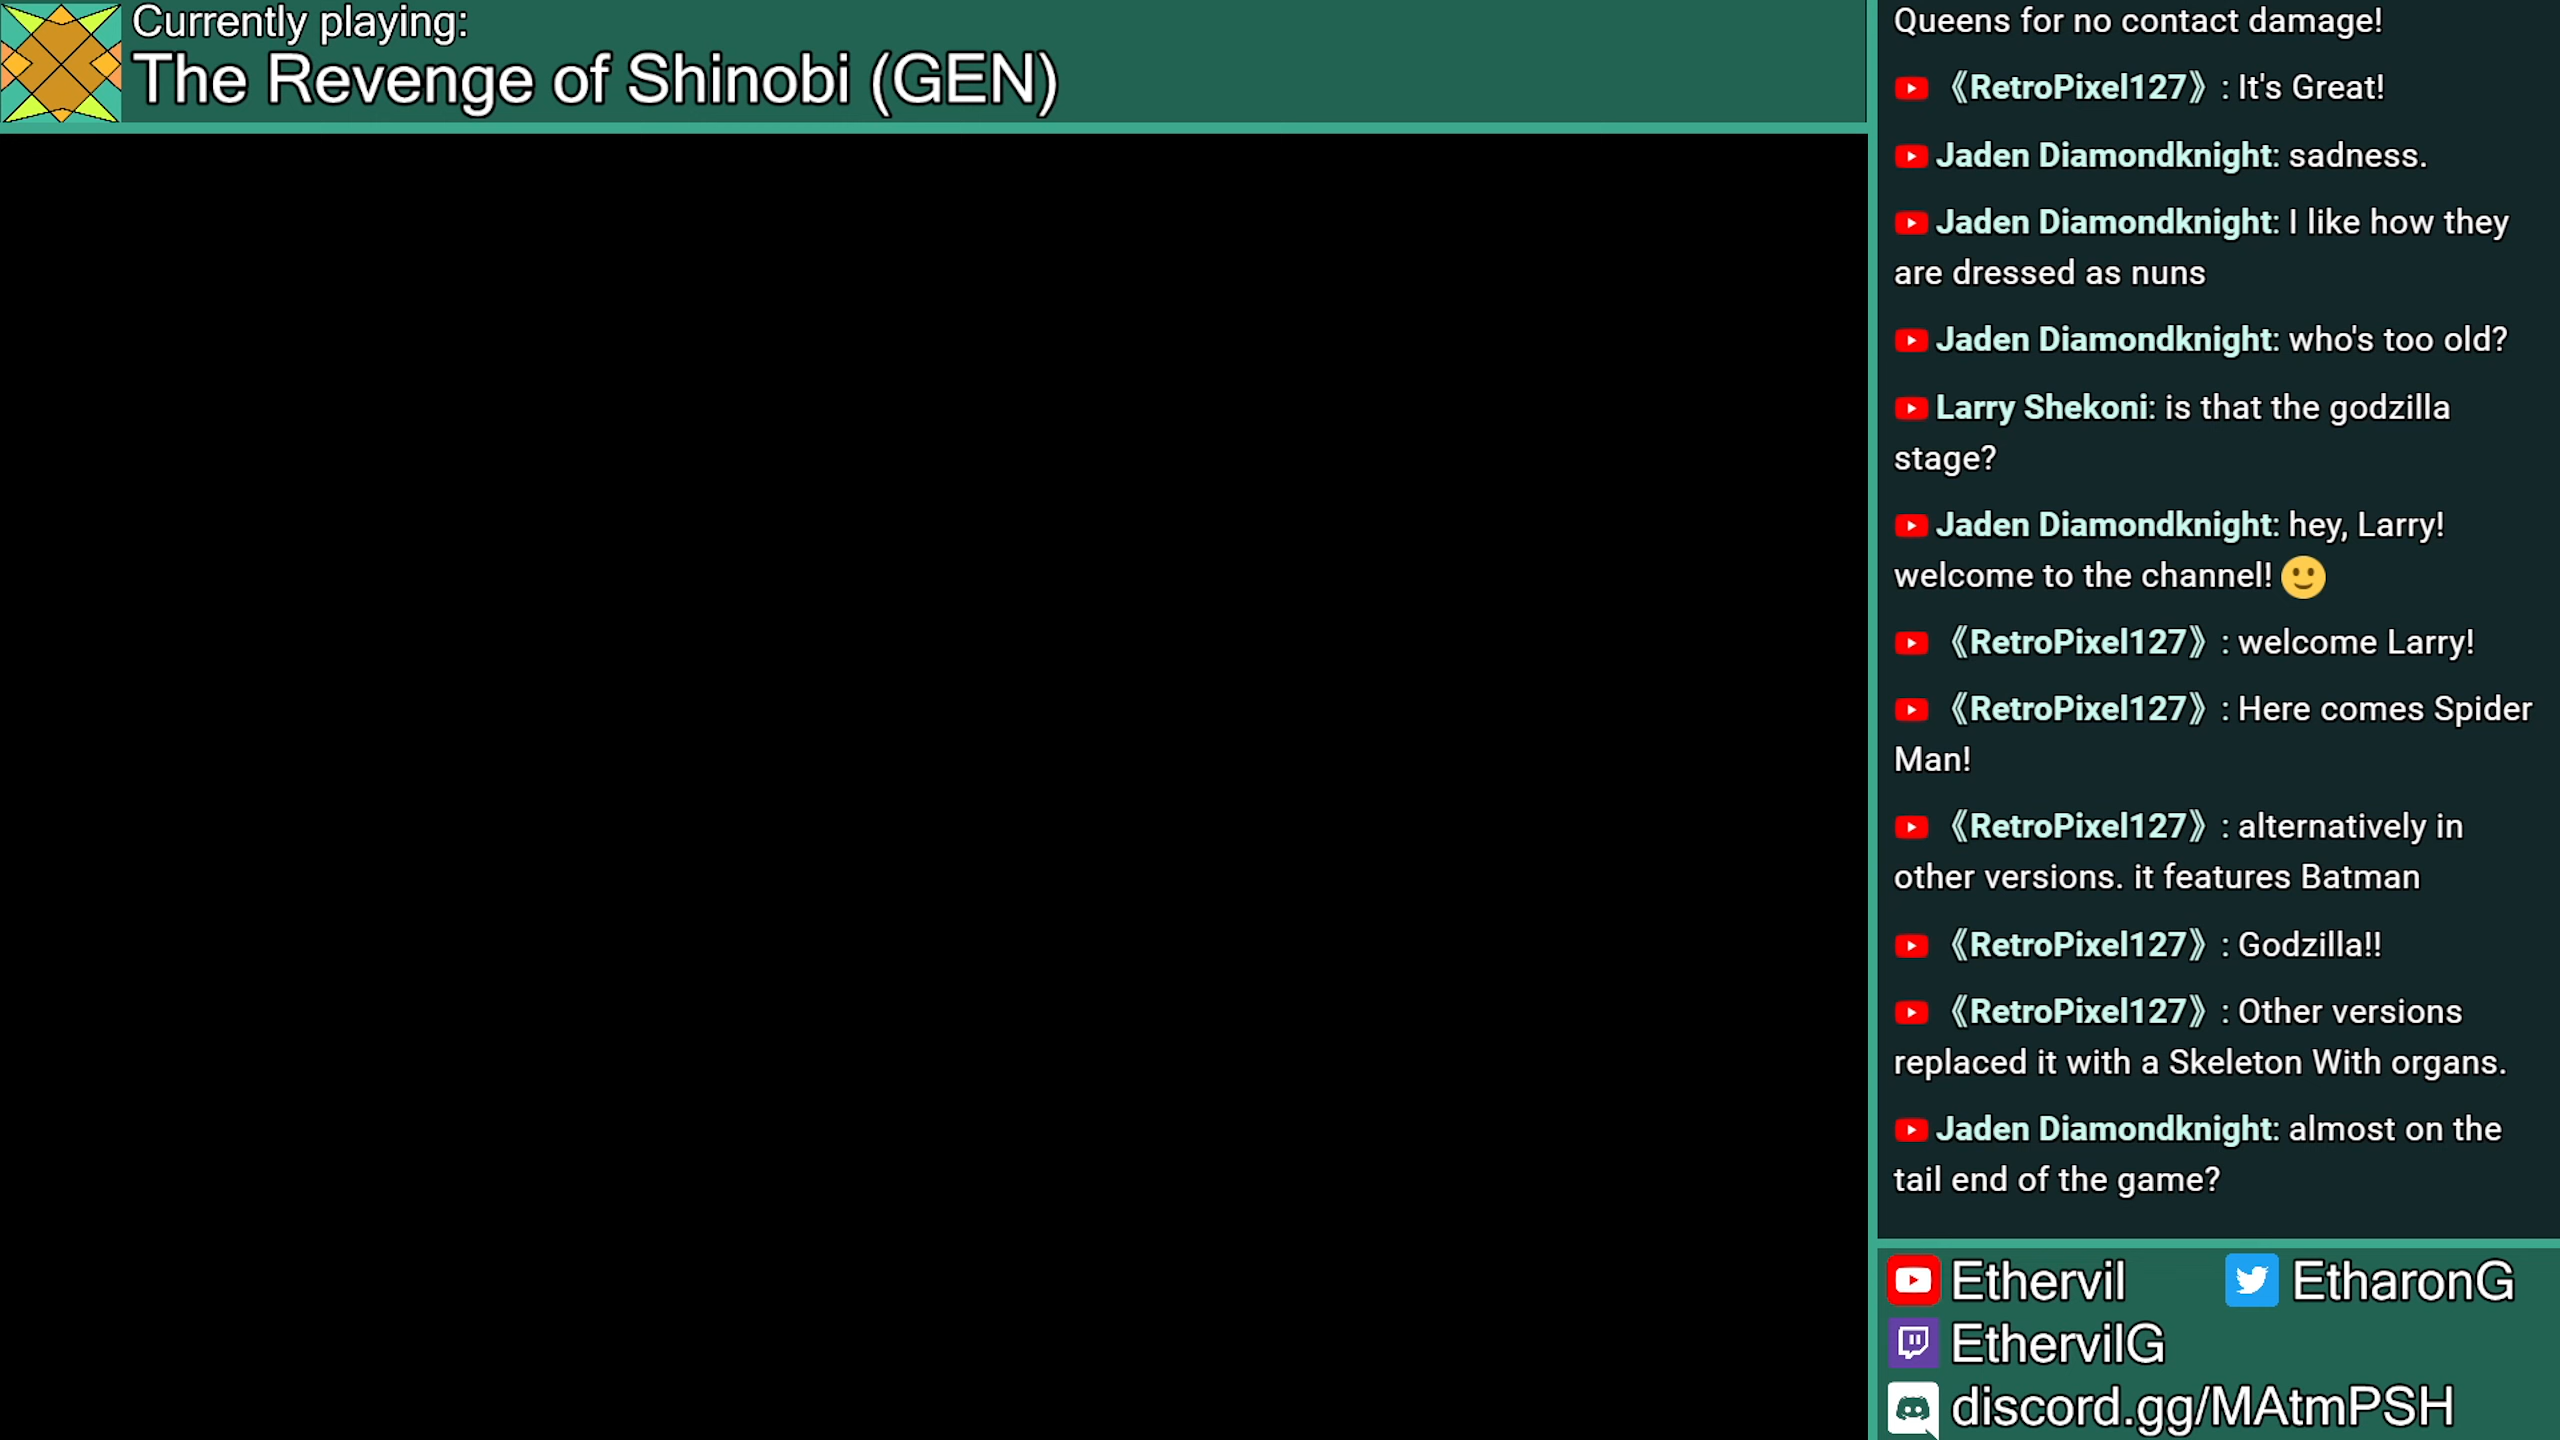 Currently playing:
The Revenge of Shinobi (GEN)
Queens for no contact damage!
《RetroPixel127》: It's Great!
Jaden Diamondknight: sadness.
Jaden Diamondknight: I like how they
are dressed as nuns
Jaden Diamondknight: who's too old?
Larry Shekoni: is that the godzilla
stage?
Jaden Diamondknight: hey, Larry!
welcome to the channel! 🙂
《RetroPixel127》: welcome Larry!
《RetroPixel127》: Here comes Spider
Man!
《RetroPixel127》: alternatively in
other versions. it features Batman
《RetroPixel127》: Godzilla!!
《RetroPixel127》: Other versions
replaced it with a Skeleton With organs.
Jaden Diamondknight: almost on the
tail end of the game?
Ethervil EtharonG
EthervilG
discord.gg/MAtmPSH